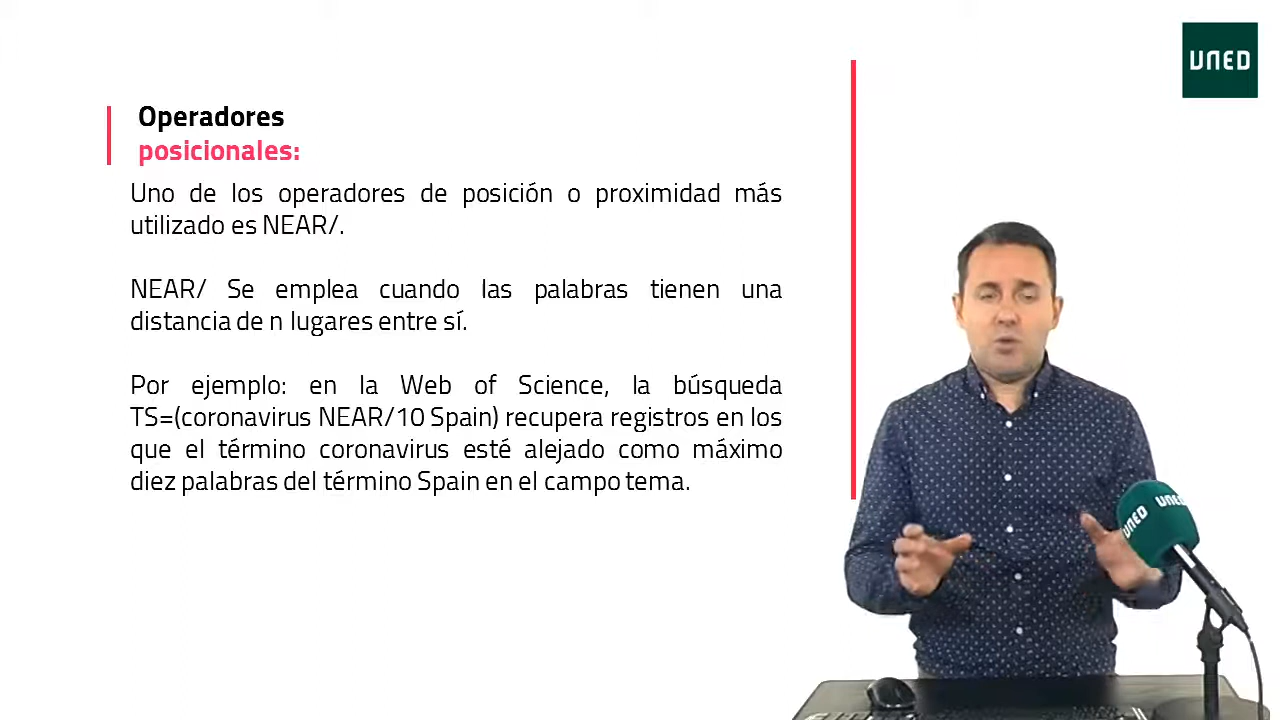 UNED
Operadores
posicionales:
Uno de los operadores de posición o proximidad más
utilizado es NEAR/.
NEAR/ Se emplea cuando las palabras tienen una
distancia de n lugares entre sí.
Por ejemplo: en la Web of Science, la búsqueda
TS=(coronavirus NEAR/10 Spain) recupera registros en los
que el término coronavirus esté alejado como máximo
diez palabras del término Spain en el campo tema.
UNED
UNED